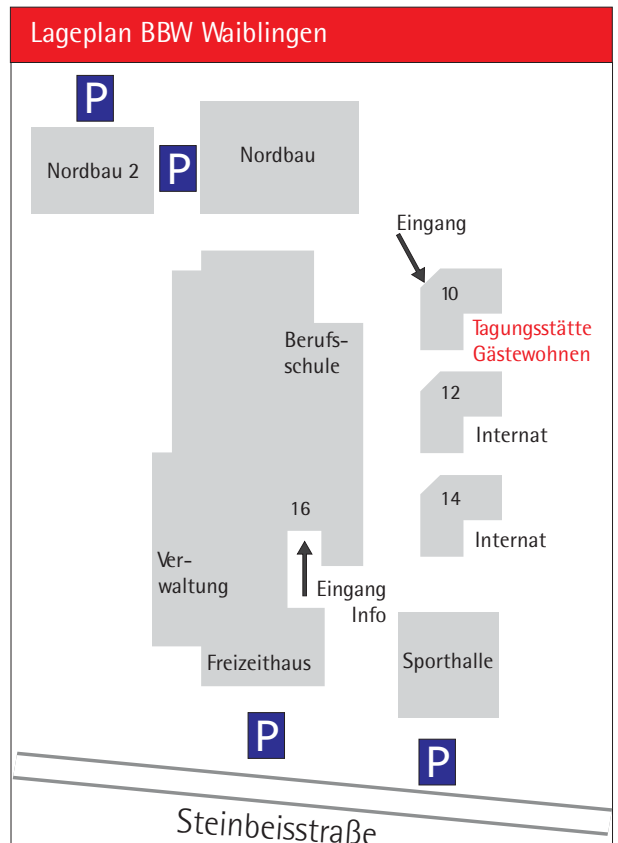 Lageplan BBW Waiblingen
P
Nordbau 2
P
Nordbau
Eingang
10
Tagungsstätte
Gästewohnen
Berufs-
schule
12
Internat
14
Internat
16
Ver-
waltung
Eingang
Info
Freizeithaus
Sporthalle
P
P
Steinbeisstraße